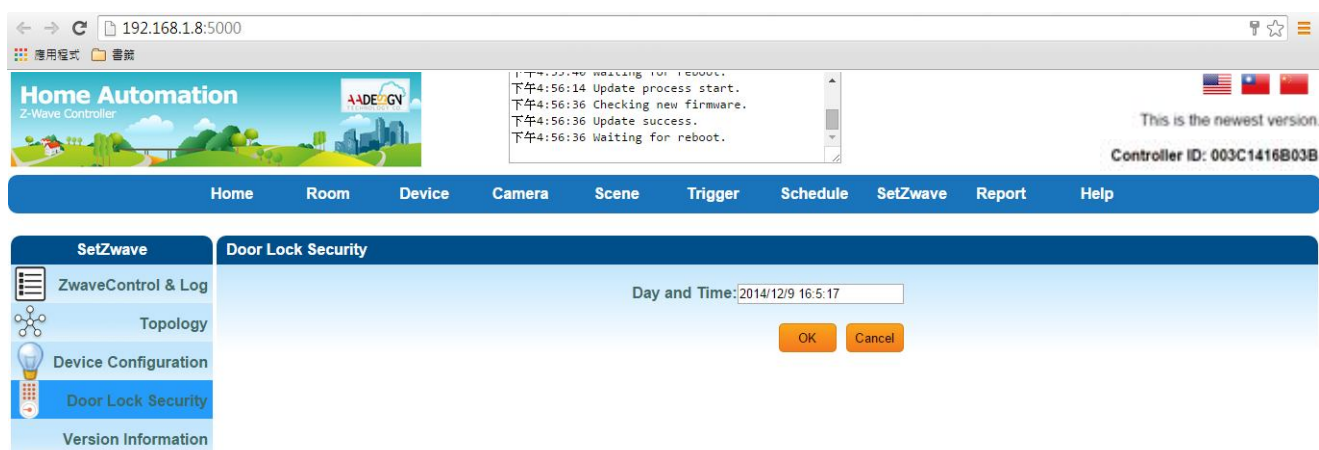 192.168.1.8:5000
應用程式 書籤
Home Automation
Z-Wave Controller
下午4:56:14 Update process start.
下午4:56:36 Checking new firmware.
下午4:56:36 Update success.
下午4:56:36 Waiting for reboot.
This is the newest version.
Controller ID: 003C1416B03B
Home Room Device Camera Scene Trigger Schedule SetZwave Report Help
SetZwave
ZwaveControl & Log
Topology
Device Configuration
Door Lock Security
Version Information
Door Lock Security
Day and Time: 2014/12/9 16:5:17
OK Cancel